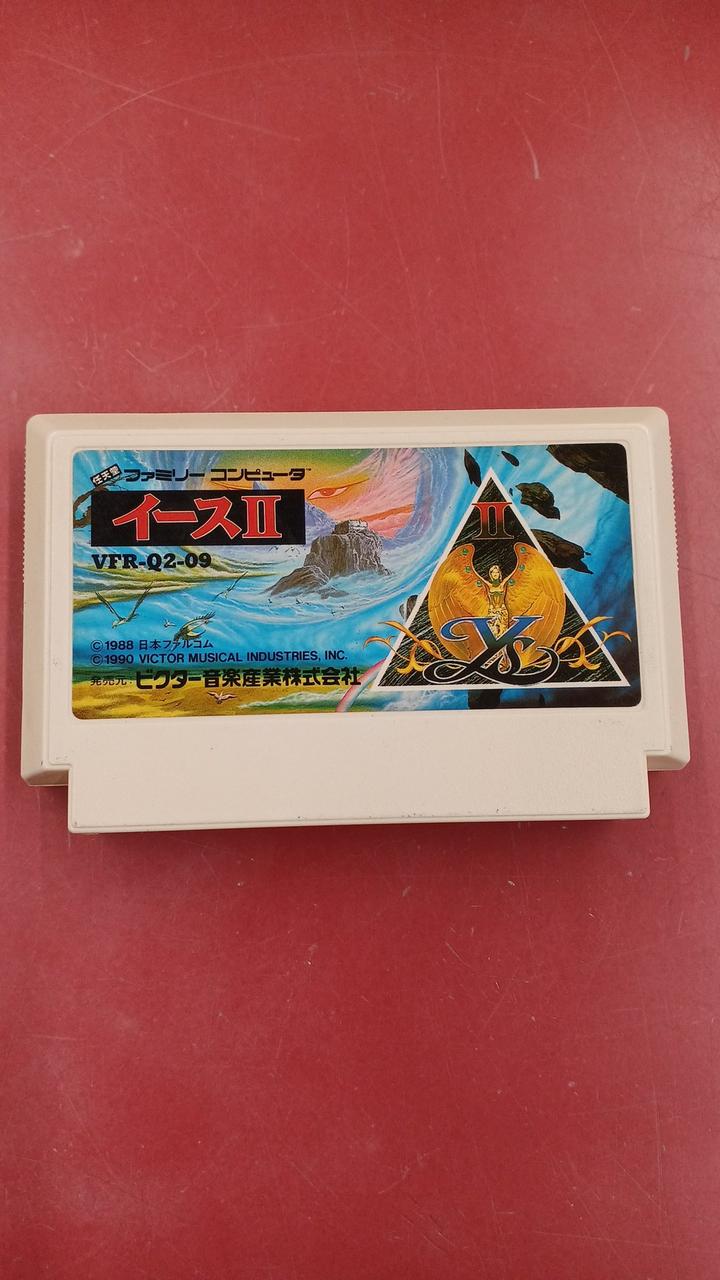 任天堂 ファミリーコンピュータ™
イースII
VFR-Q2-09
©1988 日本ファルコム
©1990 VICTOR MUSICAL INDUSTRIES, INC.
発売元・ビクター音楽産業株式会社
II
Ys